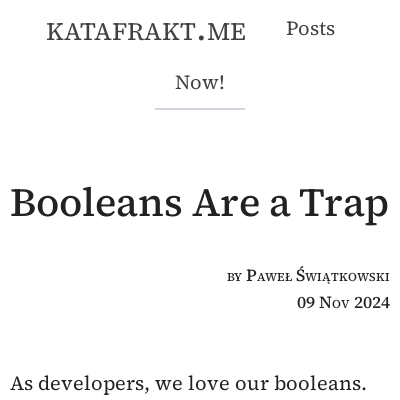 KATAFRAKT.ME Posts
Now!
Booleans Are a Trap
BY PAWEŁ ŚWIĄTKOWSKI
09 Nov 2024
As developers, we love our booleans.